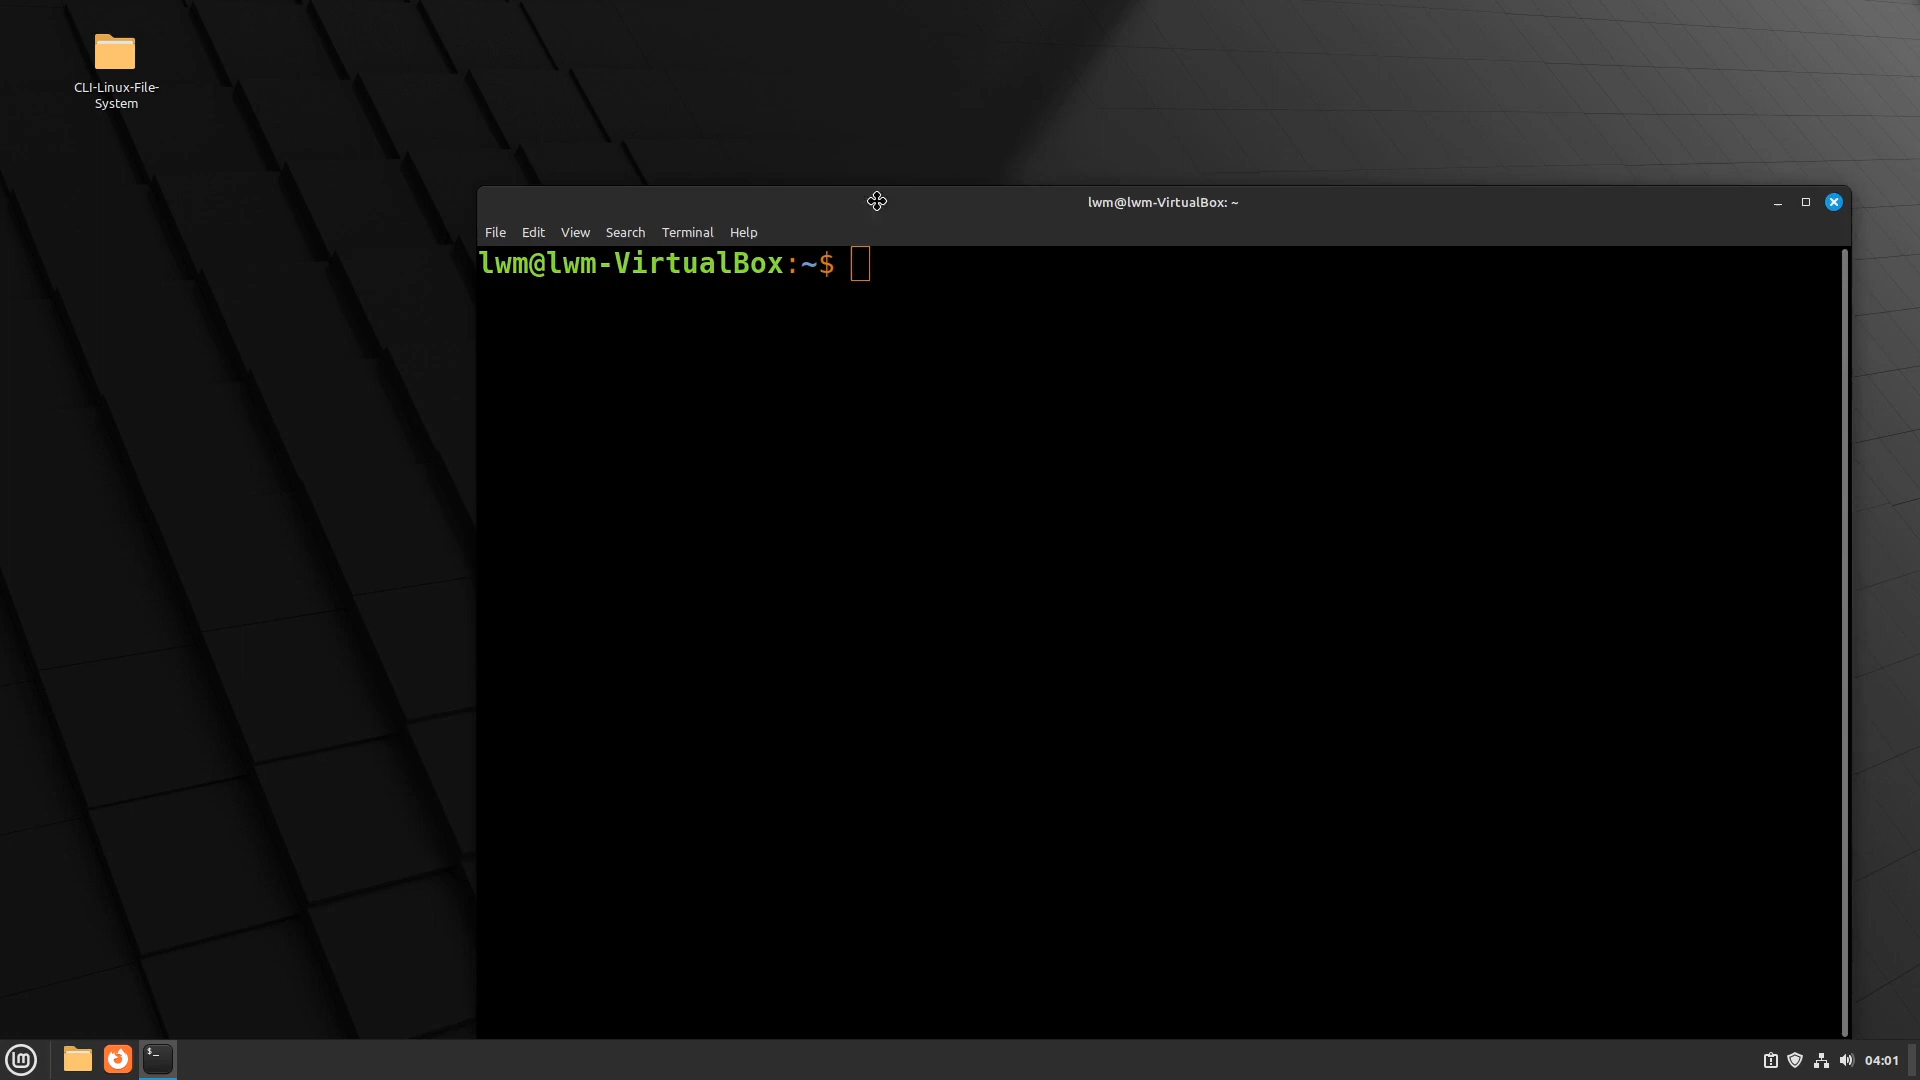 CLI-Linux-File-
System
lwm@lwm-VirtualBox: ~
File Edit View Search Terminal Help
lwm@lwm-VirtualBox:~$
$_
04:01